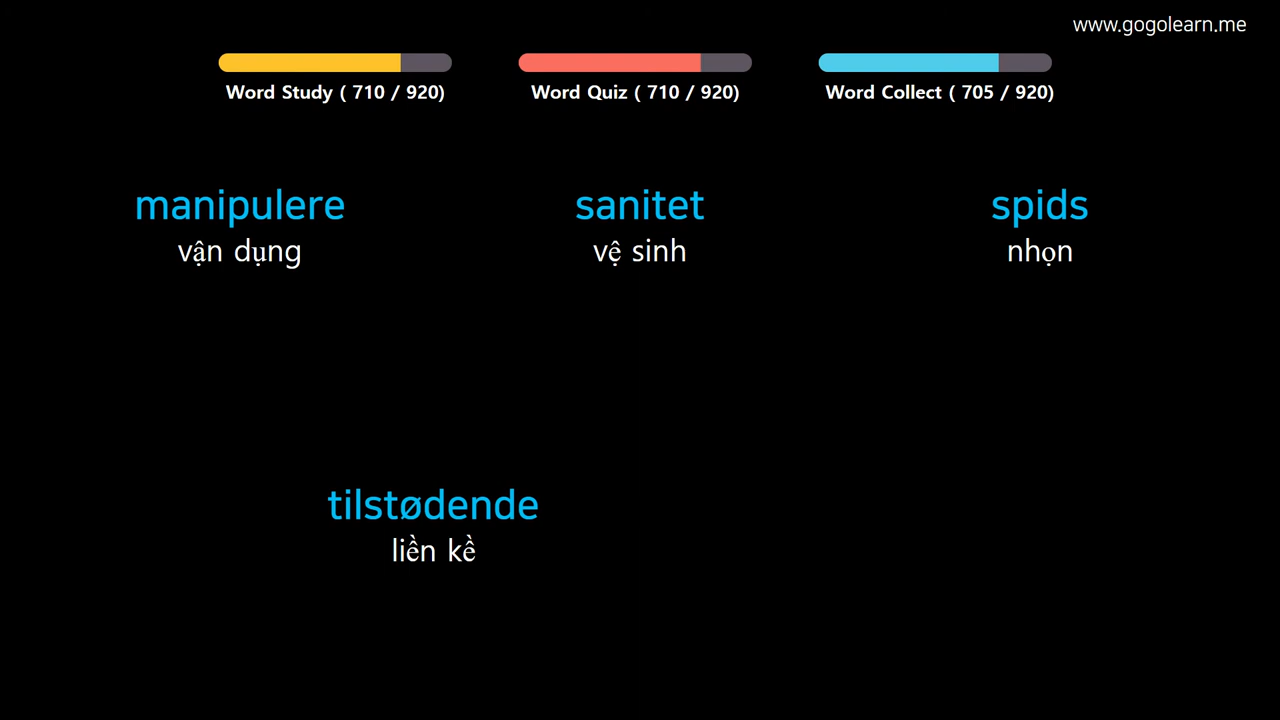 www.gogolearn.me
Word Study ( 710 / 920)
Word Quiz ( 710 / 920)
Word Collect ( 705 / 920)
manipulere
vận dụng
sanitet
vệ sinh
spids
nhọn
tilstødende
liền kề